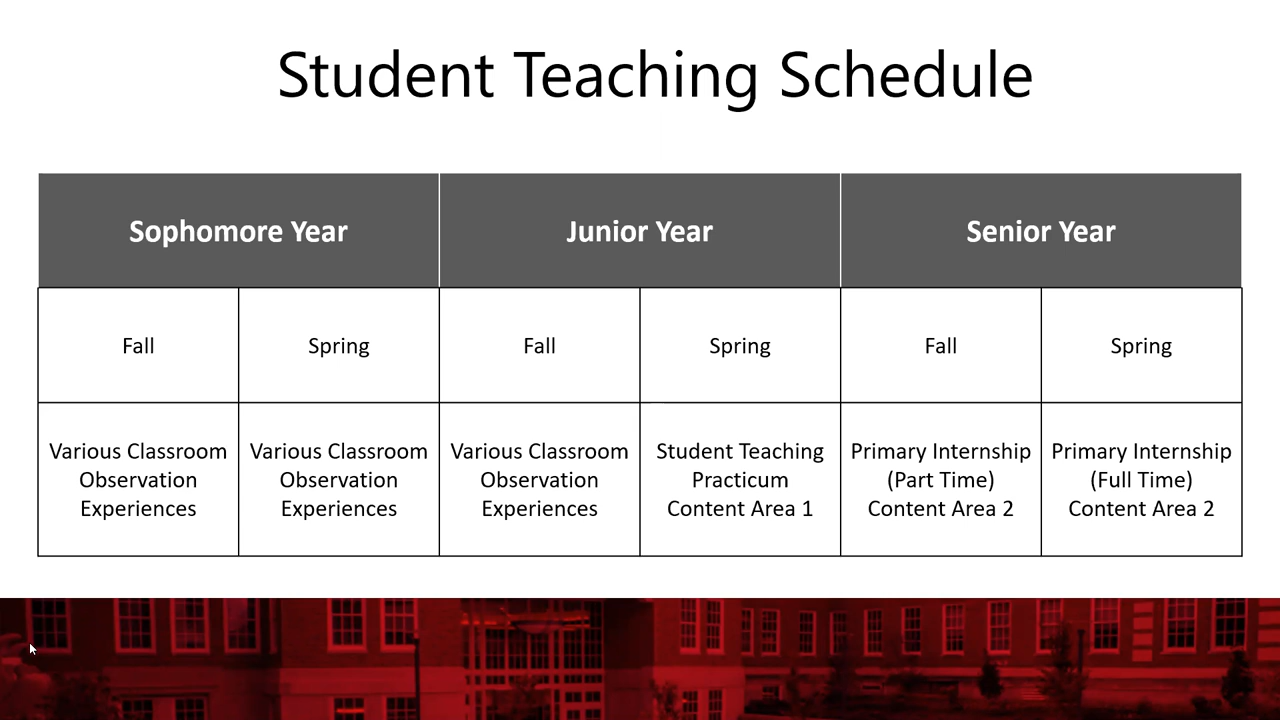 Student Teaching Schedule
Sophomore Year
Junior Year
Senior Year
Fall
Spring
Fall
Spring
Fall
Spring
Various Classroom
Observation
Experiences
Various Classroom
Observation
Experiences
Various Classroom
Observation
Experiences
Student Teaching
Practicum
Content Area 1
Primary Internship
(Part Time)
Content Area 2
Primary Internship
(Full Time)
Content Area 2